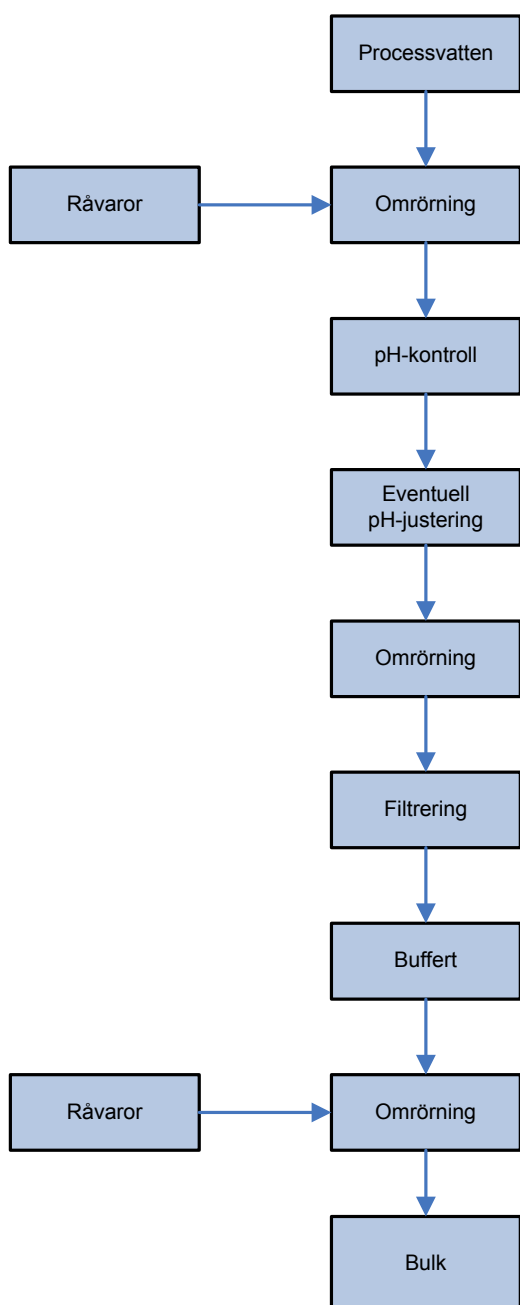 Processvatten
Råvaror
Omrörning
pH-kontroll
Eventuell
pH-justering
Omrörning
Filtrering
Buffert
Råvaror
Omrörning
Bulk